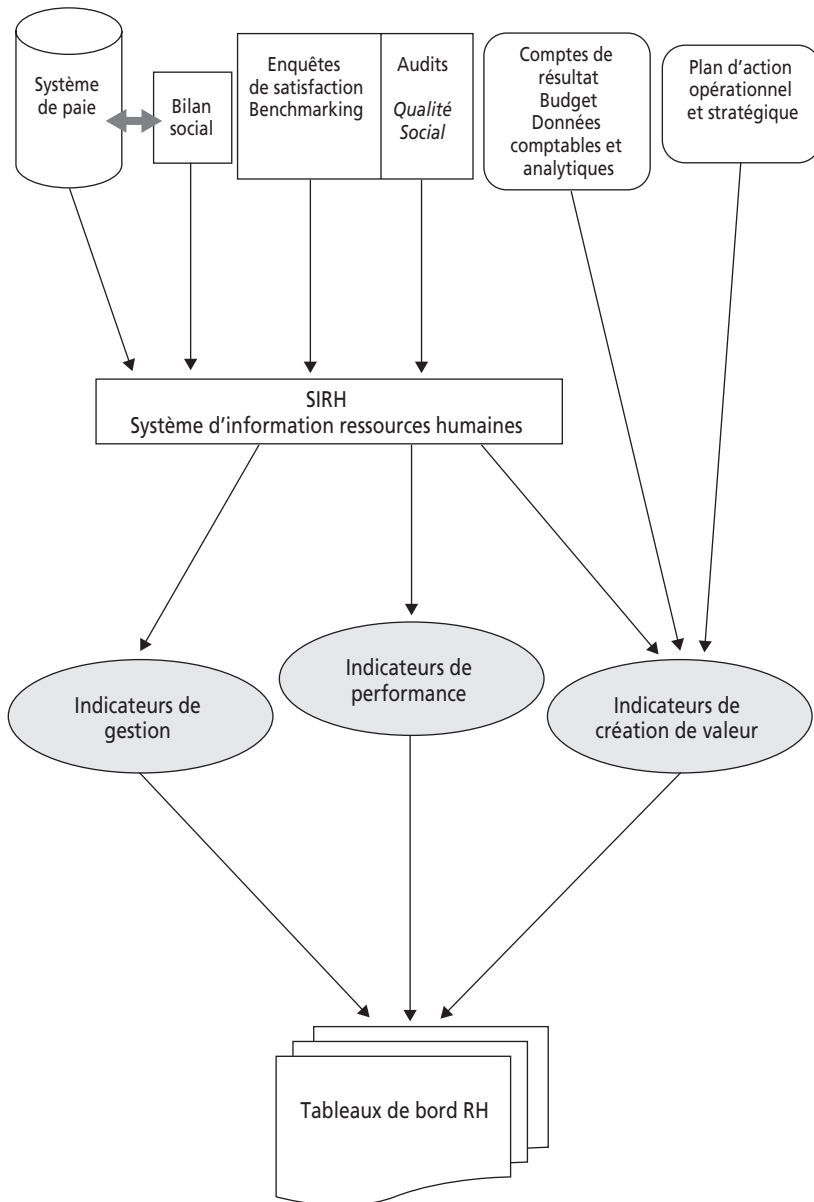 Système
de paie
Bilan
social
Enquêtes
de satisfaction
Benchmarking
Audits
Qualité
Social
Comptes de
résultat
Budget
Données
comptables et
analytiques
Plan d'action
opérationnel
et stratégique
SIRH
Système d'information ressources humaines
Indicateurs de
gestion
Indicateurs de
performance
Indicateurs de
création de valeur
Tableaux de bord RH